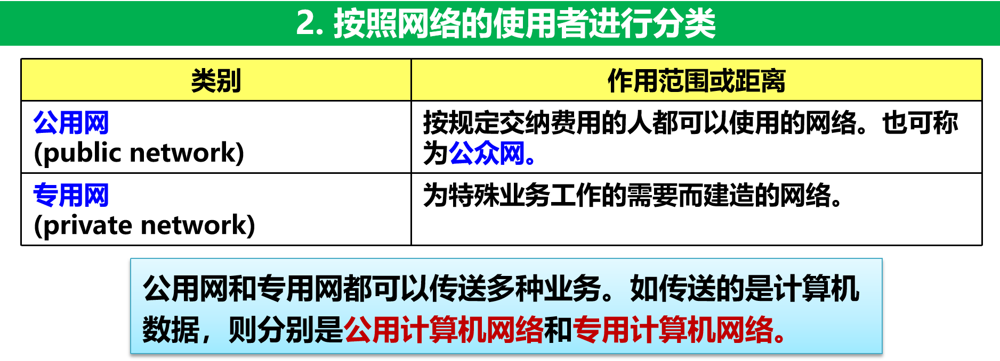 2. 按照网络的使用者进行分类
类别
作用范围或距离
公用网
(public network)
按规定交纳费用的人都可以使用的网络。也可称
为公众网。
专用网
(private network)
为特殊业务工作的需要而建造的网络。
公用网和专用网都可以传送多种业务。如传送的是计算机
数据，则分别是公用计算机网络和专用计算机网络。